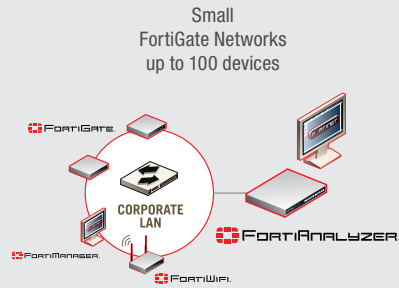 Small
FortiGate Networks
up to 100 devices
FORTIGATE.
CORPORATE
LAN
FORTIANALYZER.
FORTIMANAGER.
FORTIWIFI.